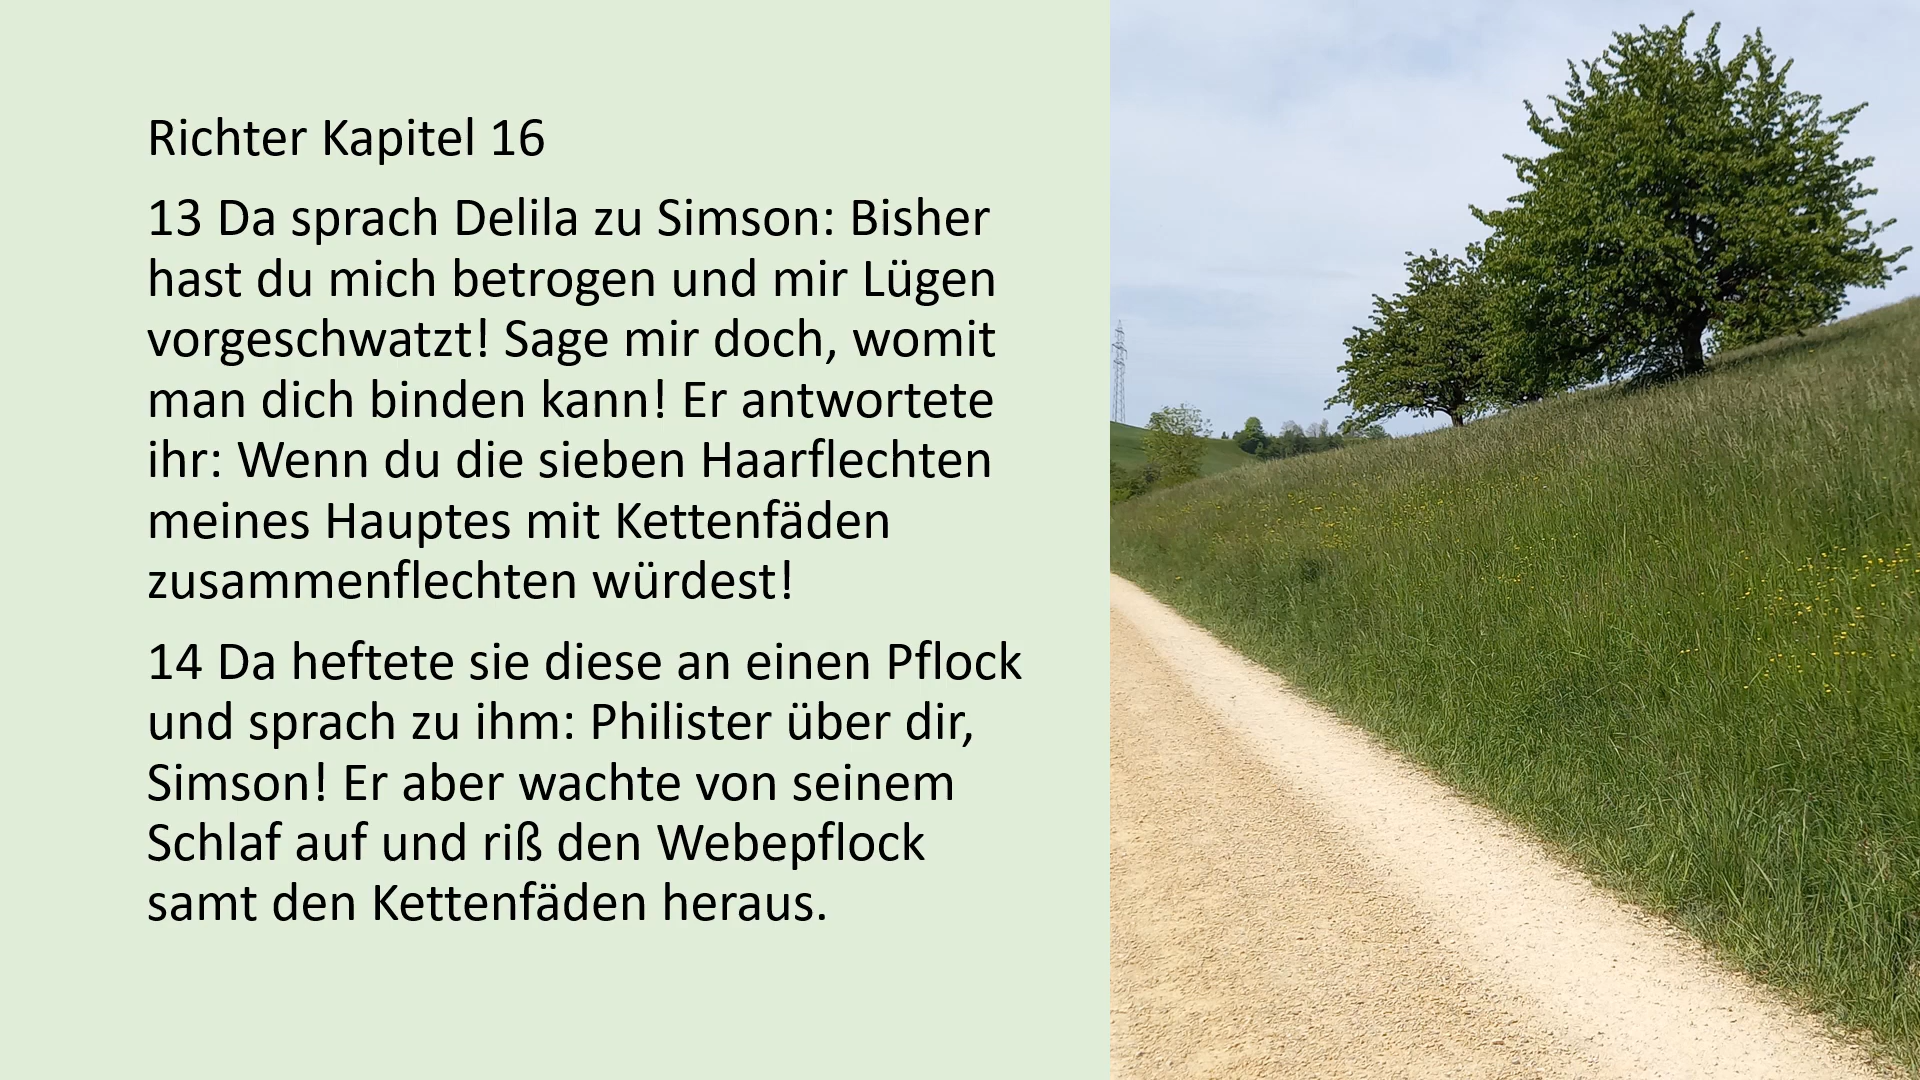 Richter Kapitel 16
13 Da sprach Delila zu Simson: Bisher
hast du mich betrogen und mir Lügen
vorgeschwatzt! Sage mir doch, womit
man dich binden kann! Er antwortete
ihr: Wenn du die sieben Haarflechten
meines Hauptes mit Kettenfäden
zusammenflechten würdest!
14 Da heftete sie diese an einen Pflock
und sprach zu ihm: Philister über dir,
Simson! Er aber wachte von seinem
Schlaf auf und riß den Webepflock
samt den Kettenfäden heraus.